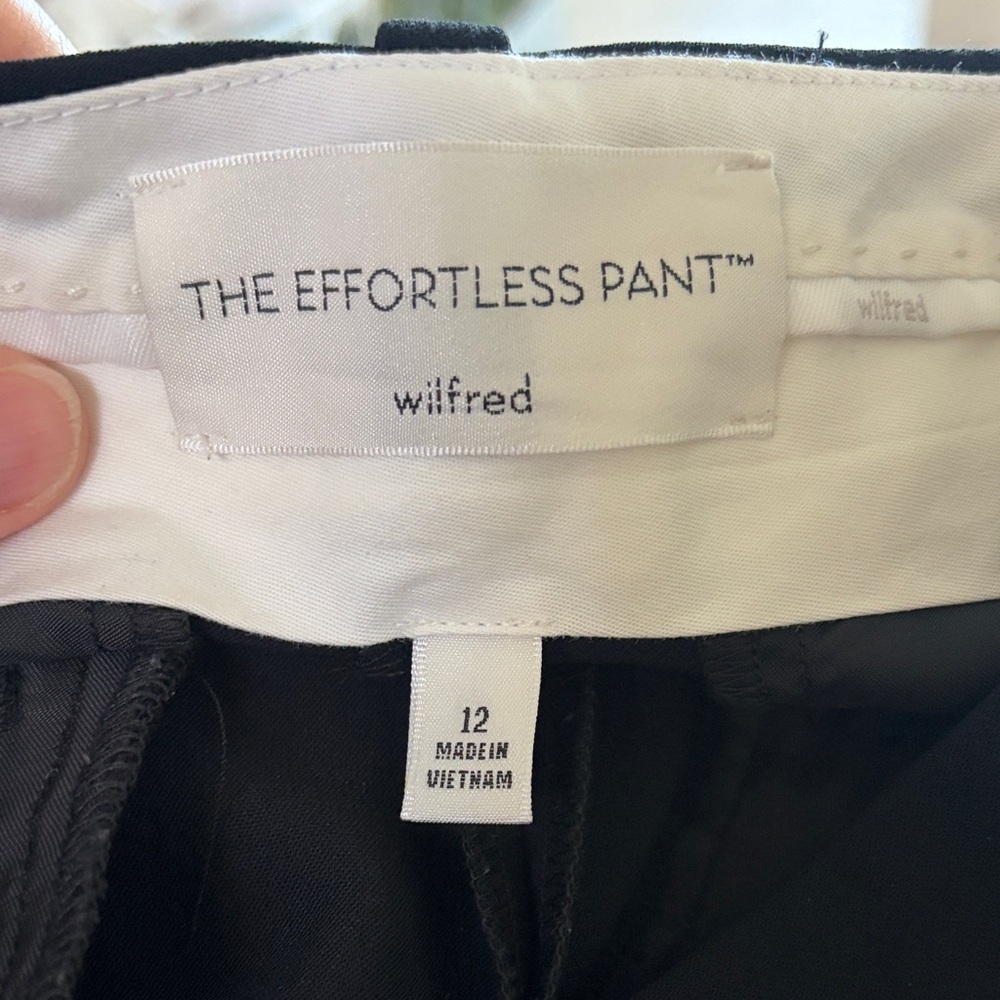 THE EFFORTLESS PANT™
wilfred
wilfred
12
MADE IN
VIETNAM